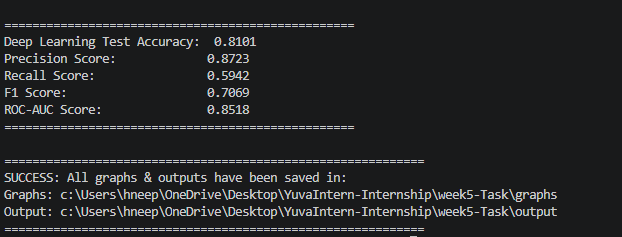 ==================================================
Deep Learning Test Accuracy:  0.8101
Precision Score:              0.8723
Recall Score:                 0.5942
F1 Score:                     0.7069
ROC-AUC Score:                0.8518
==================================================
============================================================
SUCCESS: All graphs & outputs have been saved in:
Graphs: c:\Users\hneep\OneDrive\Desktop\YuvaIntern-Internship\week5-Task\graphs
Output: c:\Users\hneep\OneDrive\Desktop\YuvaIntern-Internship\week5-Task\output
============================================================